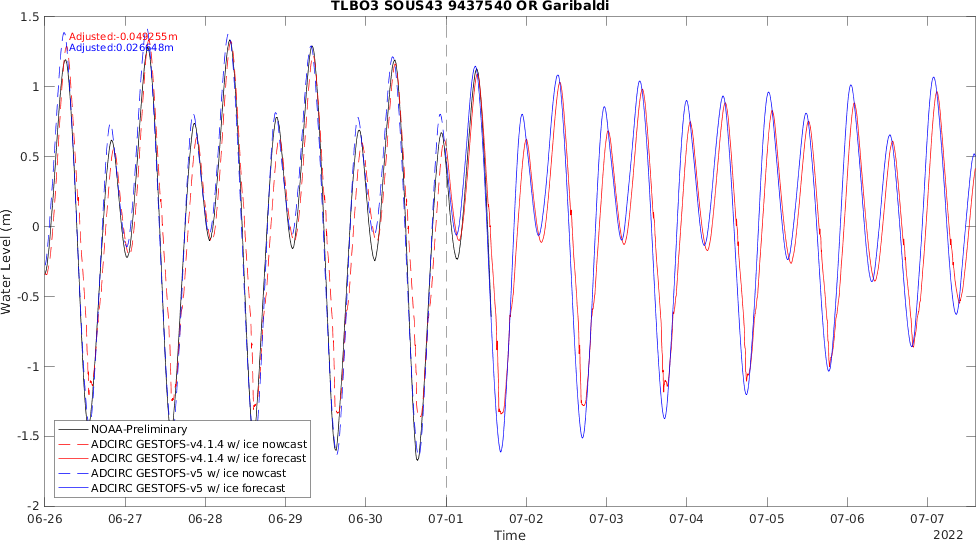 TLBO3 SOUS43 9437540 OR Garibaldi
Adjusted:-0.049255m
Adjusted:0.026648m
Water Level (m)
1.5
1
0.5
0
-0.5
-1
-1.5
-2
NOAA-Preliminary
ADCIRC GESTOFS-v4.1.4 w/ ice nowcast
ADCIRC GESTOFS-v4.1.4 w/ ice forecast
ADCIRC GESTOFS-v5 w/ ice nowcast
ADCIRC GESTOFS-v5 w/ ice forecast
06-26 06-27 06-28 06-29 06-30 07-01 07-02 07-03 07-04 07-05 07-06 07-07
Time
2022